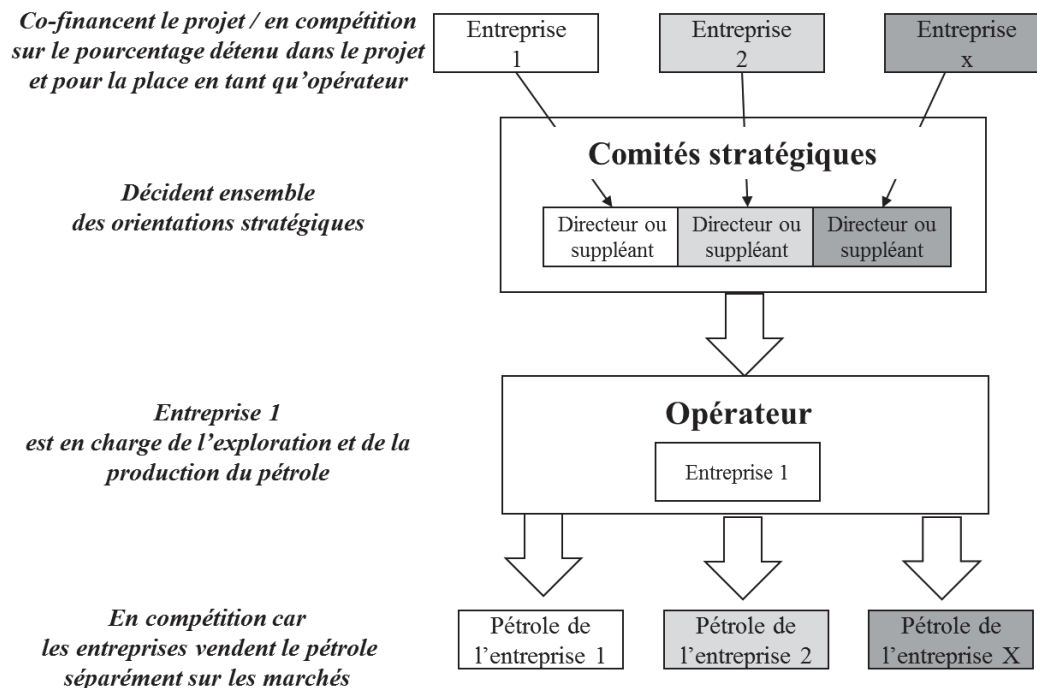 Co-financent le projet / en compétition
sur le pourcentage détenu dans le projet
et pour la place en tant qu’opérateur
Entreprise
1
Entreprise
2
Entreprise
x
Comités stratégiques
Décident ensemble
des orientations stratégiques
Directeur ou
suppléant
Directeur ou
suppléant
Directeur ou
suppléant
Opérateur
Entreprise 1
est en charge de l’exploration et de la
production du pétrole
Entreprise 1
En compétition car
les entreprises vendent le pétrole
séparément sur les marchés
Pétrole de
l’entreprise 1
Pétrole de
l’entreprise 2
Pétrole de
l’entreprise X